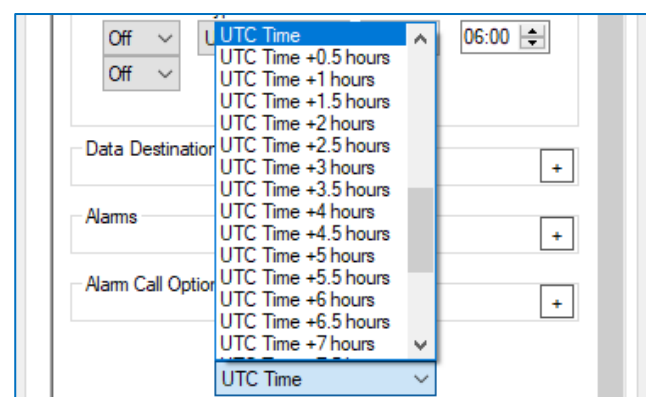 Off U 06:00
UTC Time
UTC Time +0.5 hours
Off
UTC Time +1 hours
UTC Time +1.5 hours
UTC Time +2 hours
Data Destination
UTC Time +2.5 hours
UTC Time +3 hours
+
UTC Time +3.5 hours
Alarms
UTC Time +4 hours
UTC Time +4.5 hours
+
UTC Time +5 hours
Alarm Call Option
UTC Time +5.5 hours
UTC Time +6 hours
+
UTC Time +6.5 hours
UTC Time +7 hours
UTC Time